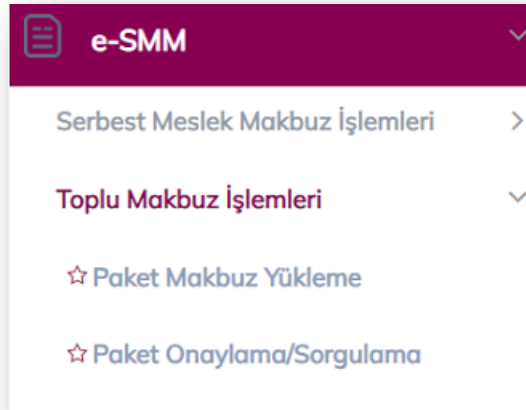 e-SMM
Serbest Meslek Makbuz İşlemleri
Toplu Makbuz İşlemleri
Paket Makbuz Yükleme
Paket Onaylama/Sorgulama